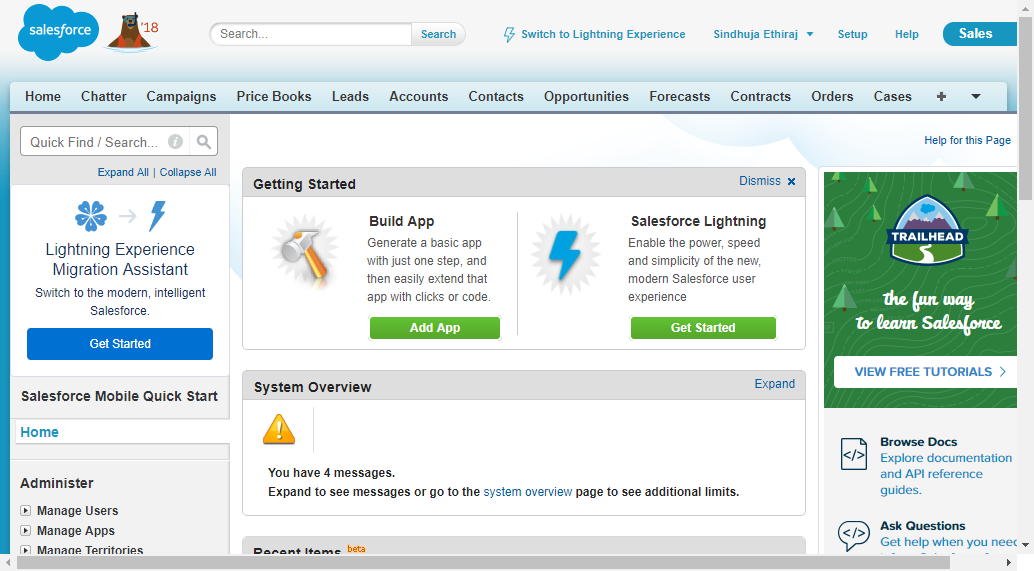 salesforce
'18
Search...
Search
Switch to Lightning Experience
Sindhuja Ethiraj
Setup
Help
Sales
Home Chatter Campaigns Price Books Leads Accounts Contacts Opportunities Forecasts Contracts Orders Cases +
Quick Find / Search...
i
Expand All | Collapse All
Lightning Experience
Migration Assistant
Switch to the modern, intelligent
Salesforce.
Get Started
Salesforce Mobile Quick Start
Home
Administer
Manage Users
Manage Apps
Manage Territories
Help for this Page
Getting Started
Dismiss ×
Build App
Generate a basic app
with just one step, and
then easily extend that
app with clicks or code.
Add App
Salesforce Lightning
Enable the power, speed
and simplicity of the new,
modern Salesforce user
experience
Get Started
System Overview
Expand
You have 4 messages.
Expand to see messages or go to the system overview page to see additional limits.
Recent Items beta
TRAILHEAD
the fun way
to learn Salesforce
VIEW FREE TUTORIALS >
</>
Browse Docs
Explore documentation
and API reference
guides.
</>
Ask Questions
Get help when you need